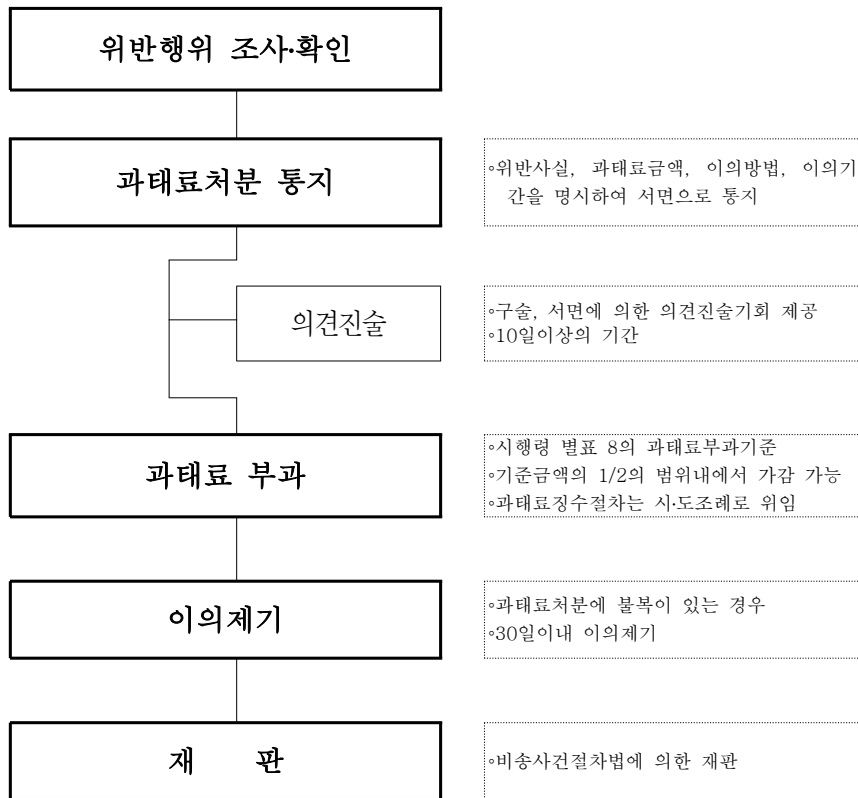 위반행위 조사·확인
과태료처분 통지
◦위반사실, 과태료금액, 이의방법, 이의기
간을 명시하여 서면으로 통지
의견진술
◦구술, 서면에 의한 의견진술기회 제공
◦10일이상의 기간
과태료 부과
◦시행령 별표 8의 과태료부과기준
◦기준금액의 1/2의 범위내에서 가감 가능
◦과태료징수절차는 시·도조례로 위임
이의제기
◦과태처분에 불복이 있는 경우
◦30일이내 이의제기
재 판
◦비송사건절차법에 의한 재판